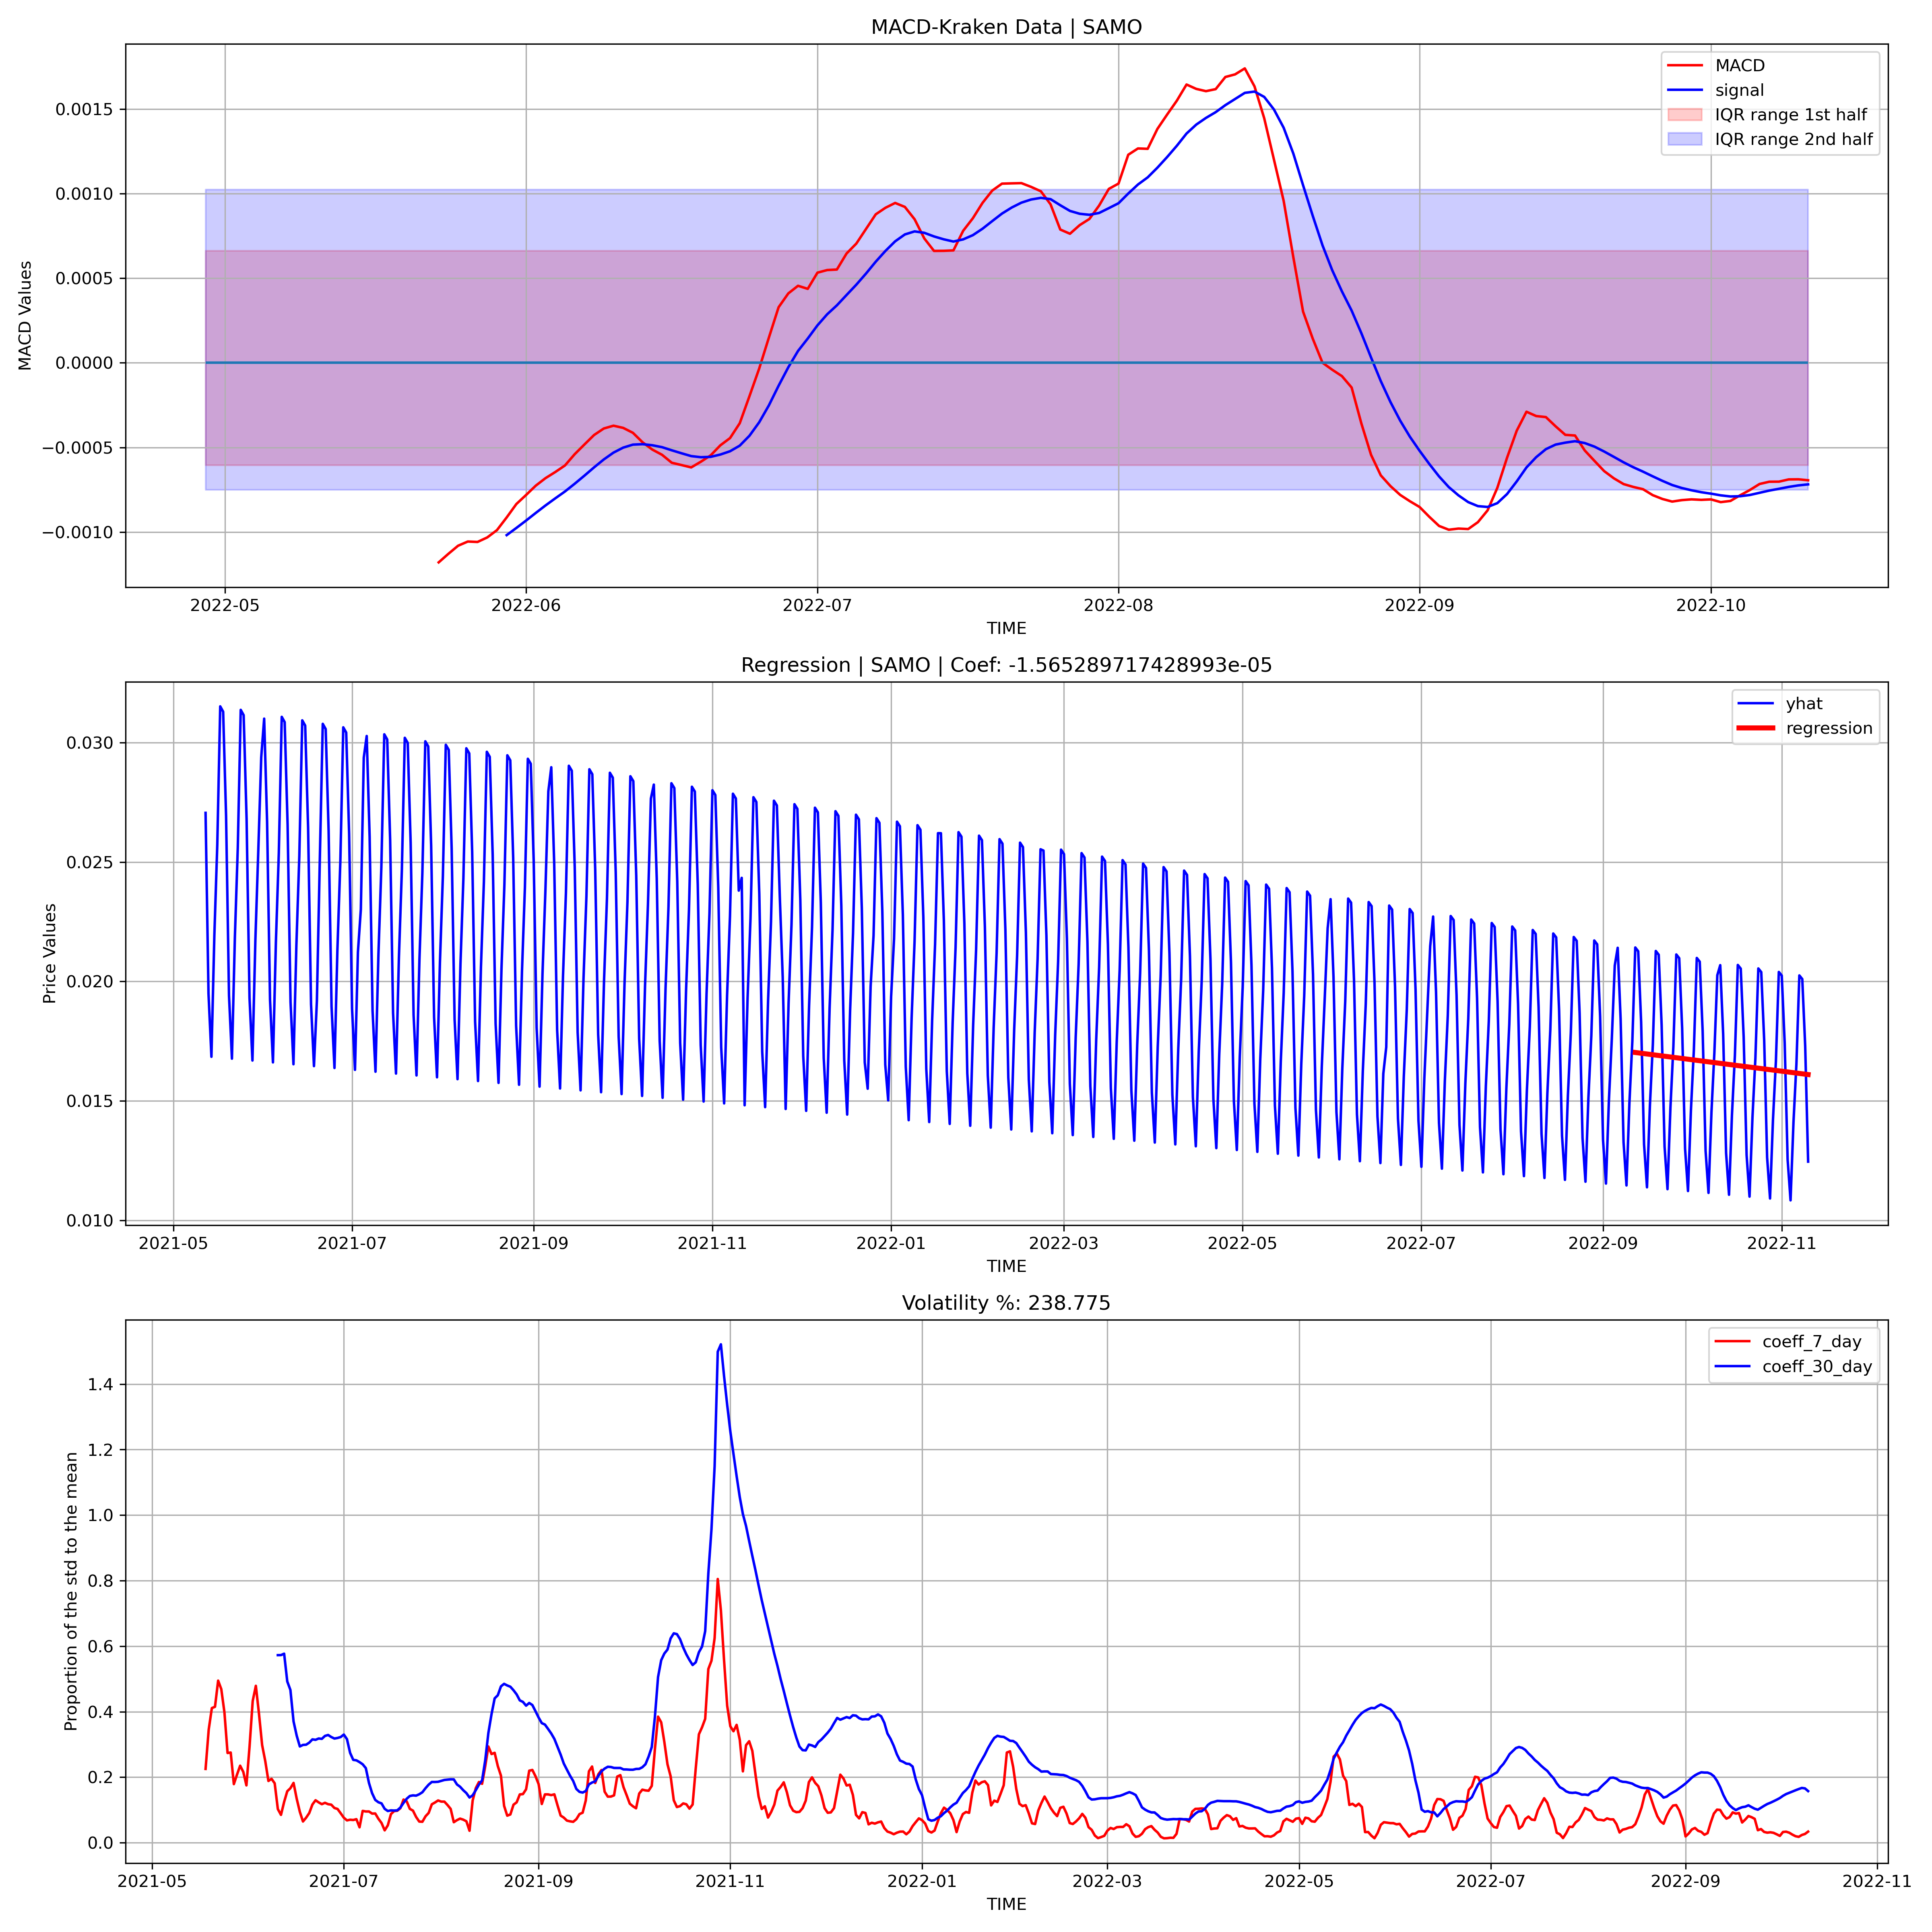 MACD-Kraken Data | SAMO
MACD
signal
IQR range 1st half
IQR range 2nd half
MACD Values
0.0015
0.0010
0.0005
0.0000
−0.0005
−0.0010
2022-05 2022-06 2022-07 2022-08 2022-09 2022-10
TIME
Regression | SAMO | Coef: -1.565289717428993e-05
yhat
regression
Price Values
0.030
0.025
0.020
0.015
0.010
2021-05 2021-07 2021-09 2021-11 2022-01 2022-03 2022-05 2022-07 2022-09 2022-11
TIME
Volatility %: 238.775
coeff_7_day
coeff_30_day
Proportion of the std to the mean
1.4
1.2
1.0
0.8
0.6
0.4
0.2
0.0
2021-05 2021-07 2021-09 2021-11 2022-01 2022-03 2022-05 2022-07 2022-09 2022-11
TIME